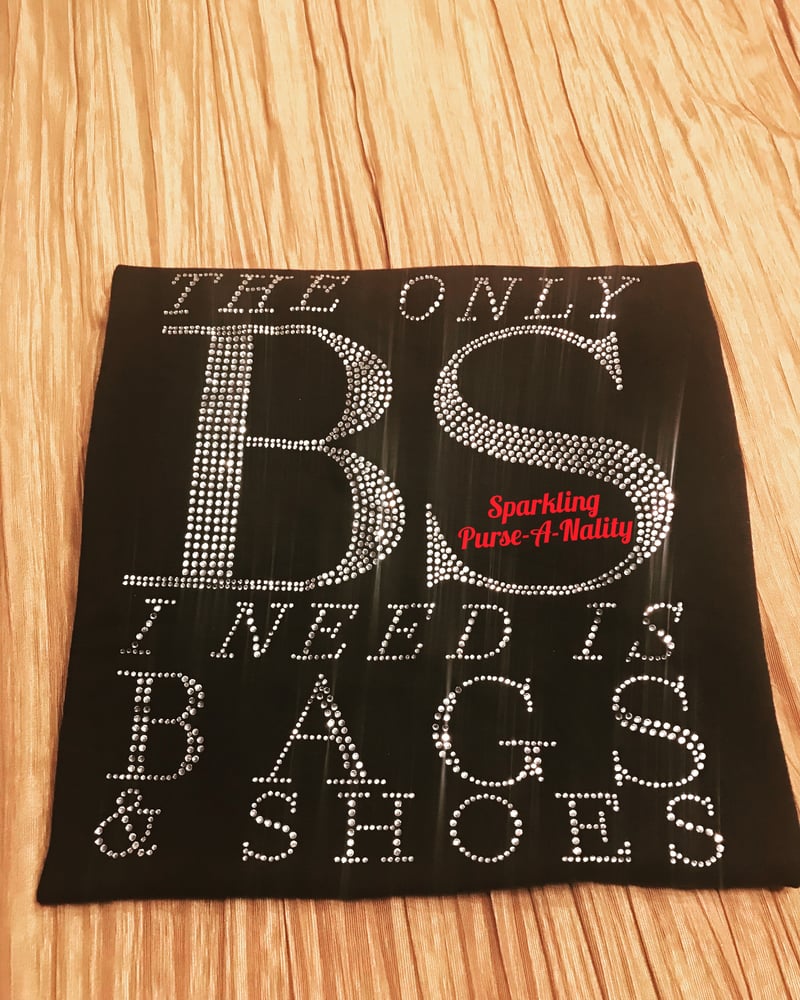 THE ONLY
BS
Sparkling
Purse-A-Nality
I NEED IS
BAGS
& SHOES